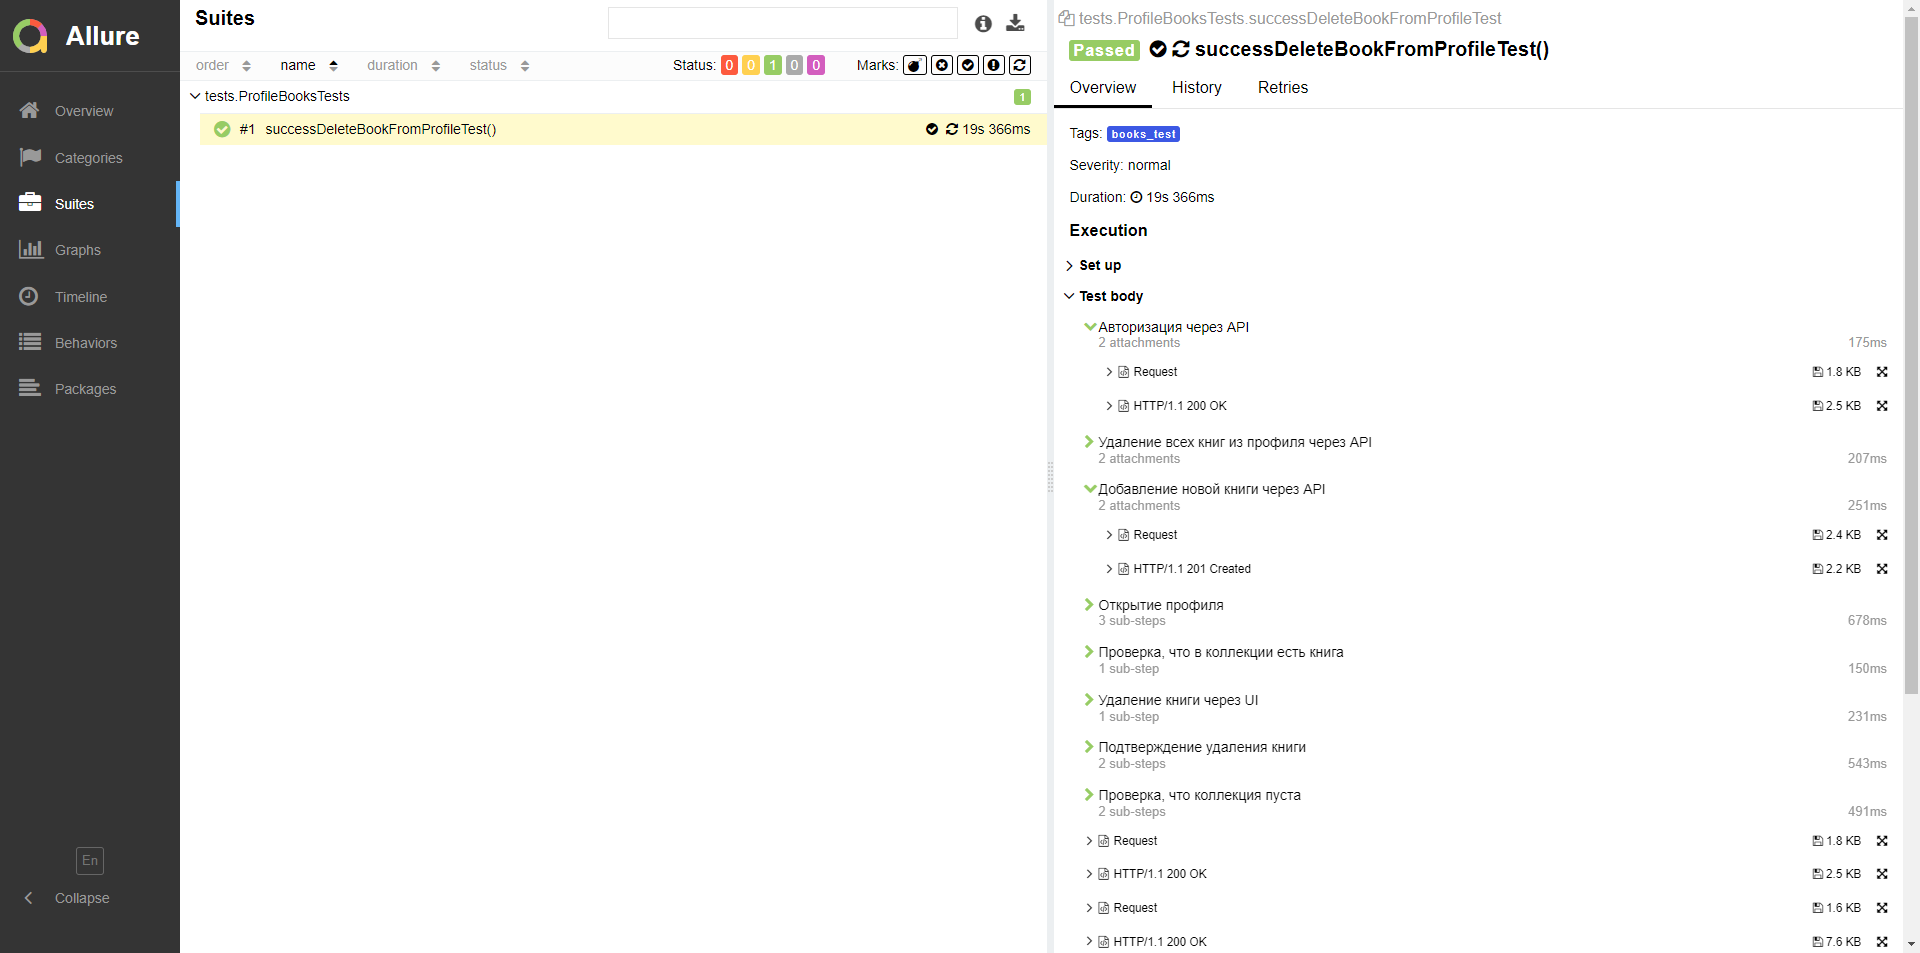 Allure
Overview
Categories
Suites
Graphs
Timeline
Behaviors
Packages
En
Collapse
Suites
order name duration status Status: 0 0 1 0 0 Marks:
tests.ProfileBooksTests 1
#1 successDeleteBookFromProfileTest() 19s 366ms
tests.ProfileBooksTests.successDeleteBookFromProfileTest
Passed successDeleteBookFromProfileTest()
Overview History Retries
Tags: books_test
Severity: normal
Duration: 19s 366ms
Execution
Set up
Test body
Авторизация через API
2 attachments 175ms
Request 1.8 KB
HTTP/1.1 200 OK 2.5 KB
Удаление всех книг из профиля через API
2 attachments 207ms
Добавление новой книги через API
2 attachments 251ms
Request 2.4 KB
HTTP/1.1 201 Created 2.2 KB
Открытие профиля
3 sub-steps 678ms
Проверка, что в коллекции есть книга
1 sub-step 150ms
Удаление книги через UI
1 sub-step 231ms
Подтверждение удаления книги
2 sub-steps 543ms
Проверка, что коллекция пуста
2 sub-steps 491ms
Request 1.8 KB
HTTP/1.1 200 OK 2.5 KB
Request 1.6 KB
HTTP/1.1 200 OK 7.6 KB